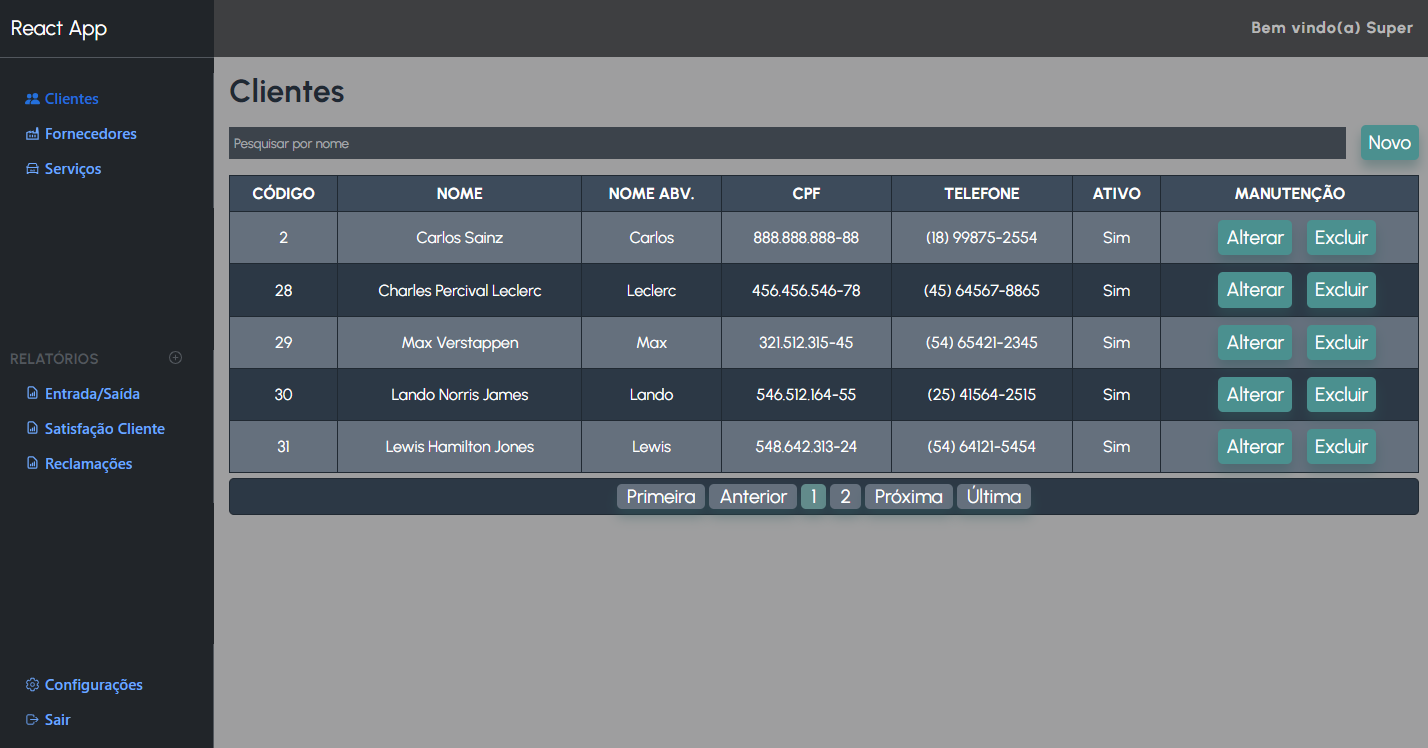 React App
Bem vindo(a) Super
Clientes
Fornecedores
Serviços
RELATÓRIOS
Entrada/Saída
Satisfação Cliente
Reclamações
Configurações
Sair
Clientes
Pesquisar por nome
Novo
CÓDIGO NOME NOME ABV. CPF TELEFONE ATIVO MANUTENÇÃO
2 Carlos Sainz Carlos 888.888.888-88 (18) 99875-2554 Sim Alterar Excluir
28 Charles Percival Leclerc Leclerc 456.456.546-78 (45) 64567-8865 Sim Alterar Excluir
29 Max Verstappen Max 321.512.315-45 (54) 65421-2345 Sim Alterar Excluir
30 Lando Norris James Lando 546.512.164-55 (25) 41564-2515 Sim Alterar Excluir
31 Lewis Hamilton Jones Lewis 548.642.313-24 (54) 64121-5454 Sim Alterar Excluir
Primeira Anterior 1 2 Próxima Última